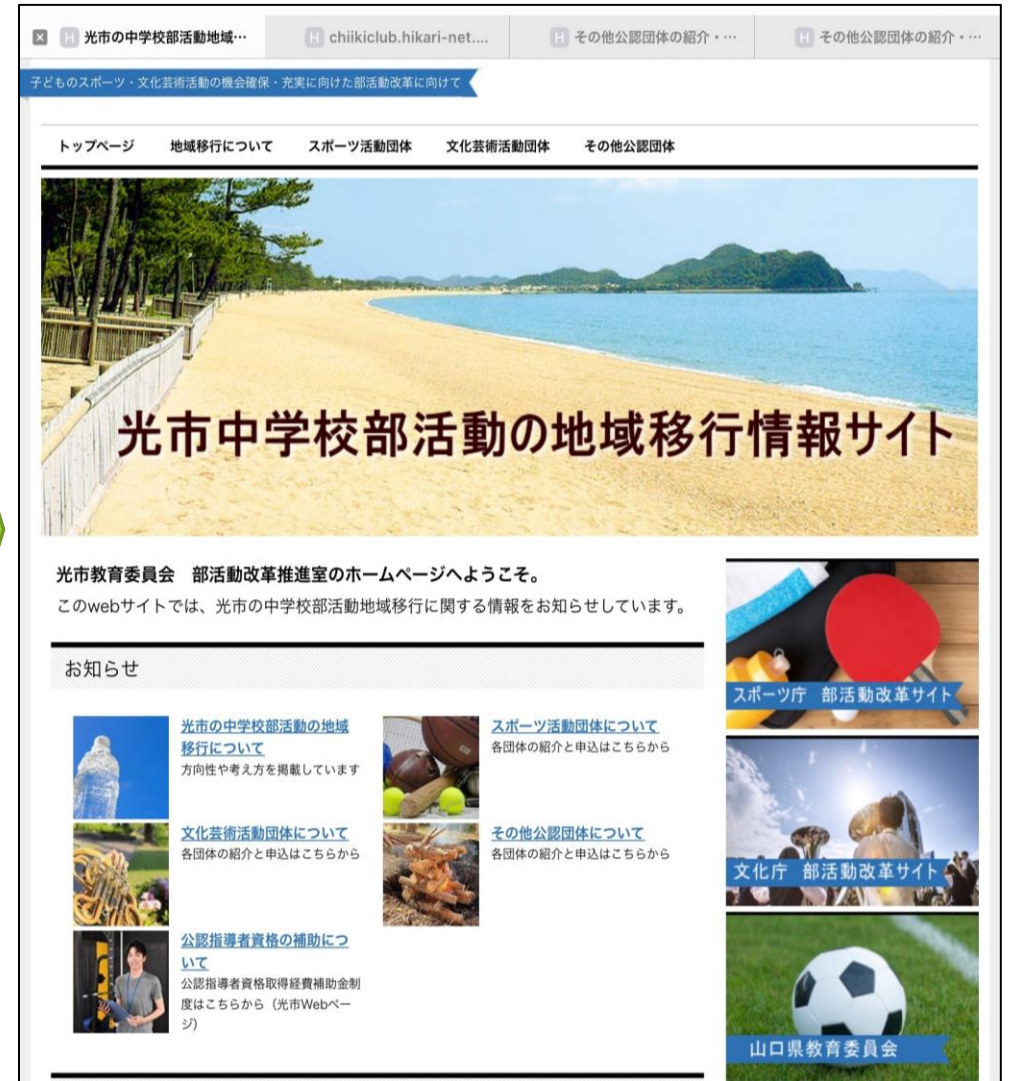 光市の中学校部活動地域…
chiikiclub.hikari-net....
その他公認団体の紹介・…
その他公認団体の紹介・…
子どものスポーツ・文化芸術活動の機会確保・充実に向けた部活動改革に向けて
トップページ 地域移行について スポーツ活動団体 文化芸術活動団体 その他公認団体
光市中学校部活動の地域移行情報サイト
光市教育委員会 部活動改革推進室のホームページへようこそ。
このwebサイトでは、光市の中学校部活動地域移行に関する情報をお知らせしています。
お知らせ
光市の中学校部活動の地域
移行について
方向性や考え方を掲載しています
スポーツ活動団体について
各団体の紹介と申込はこちらから
文化芸術活動団体について
各団体の紹介と申込はこちらから
その他公認団体について
各団体の紹介と申込はこちらから
公認指導者資格の補助につ
いて
公認指導者資格取得経費補助金制
度はこちらから(光市Webペー
ジ)
スポーツ庁 部活動改革サイト
文化庁 部活動改革サイト
山口県教育委員会